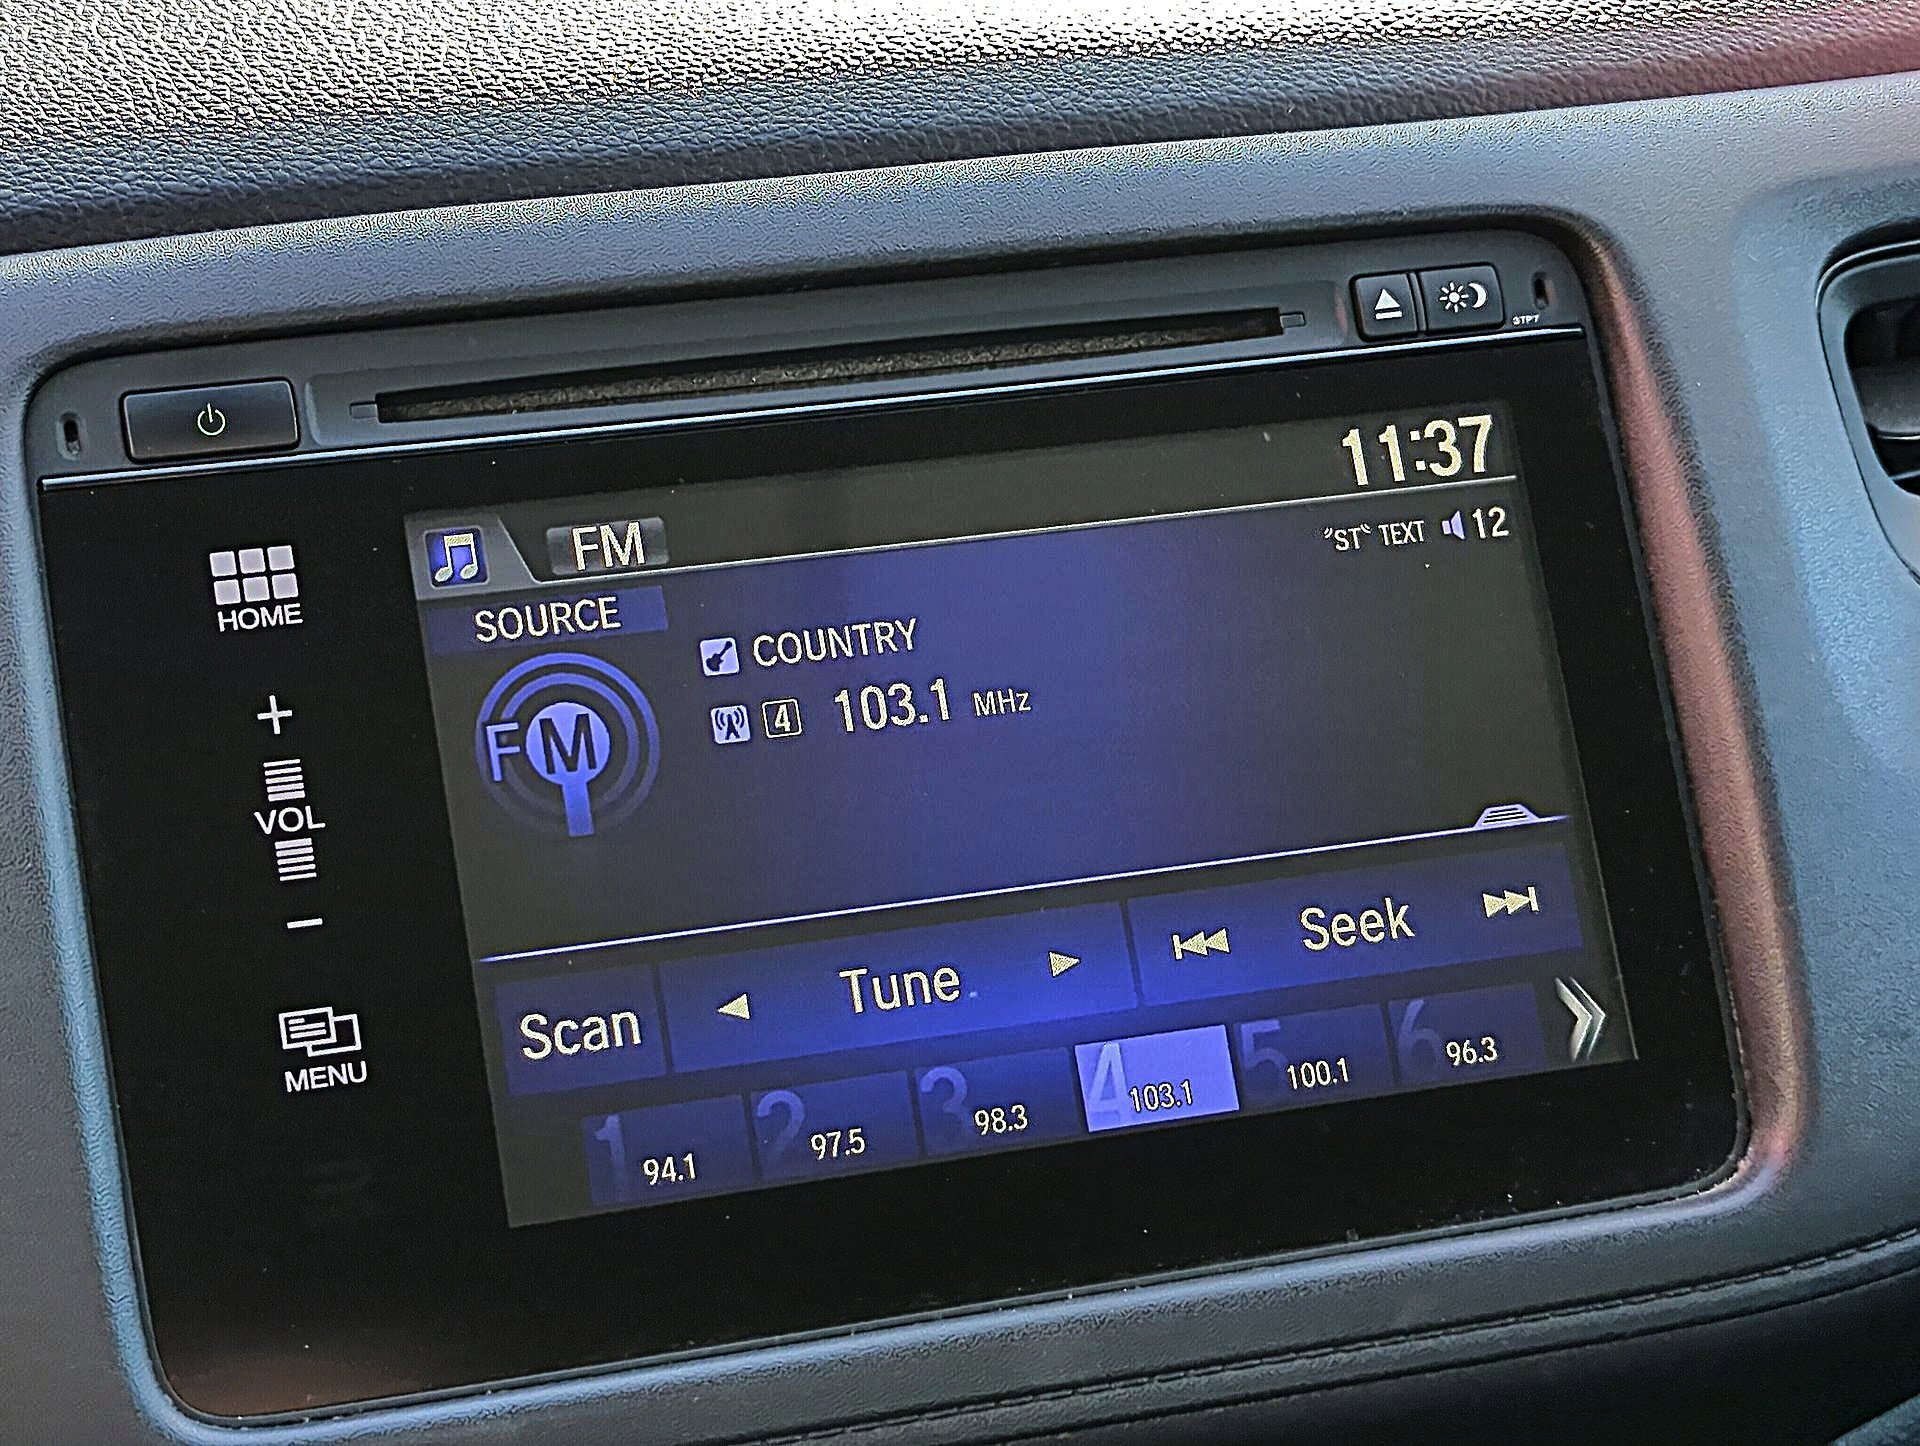 3TPT
11:37
FM
"ST" TEXT 12
SOURCE
HOME
COUNTRY
FM
4 103.1 MHz
+
VOL
−
Scan Tune Seek
MENU
1 94.1 2 97.5 3 98.3 4 103.1 5 100.1 6 96.3